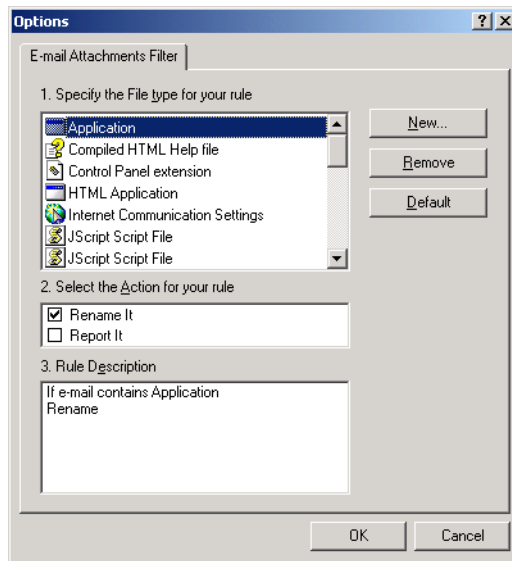 Options
E-mail Attachments Filter
1. Specify the File type for your rule
Application
Compiled HTML Help file
Control Panel extension
HTML Application
Internet Communication Settings
JScript Script File
JScript Script File
New...
Remove
Default
2. Select the Action for your rule
Rename It
Report It
3. Rule Description
If e-mail contains Application
Rename
OK
Cancel